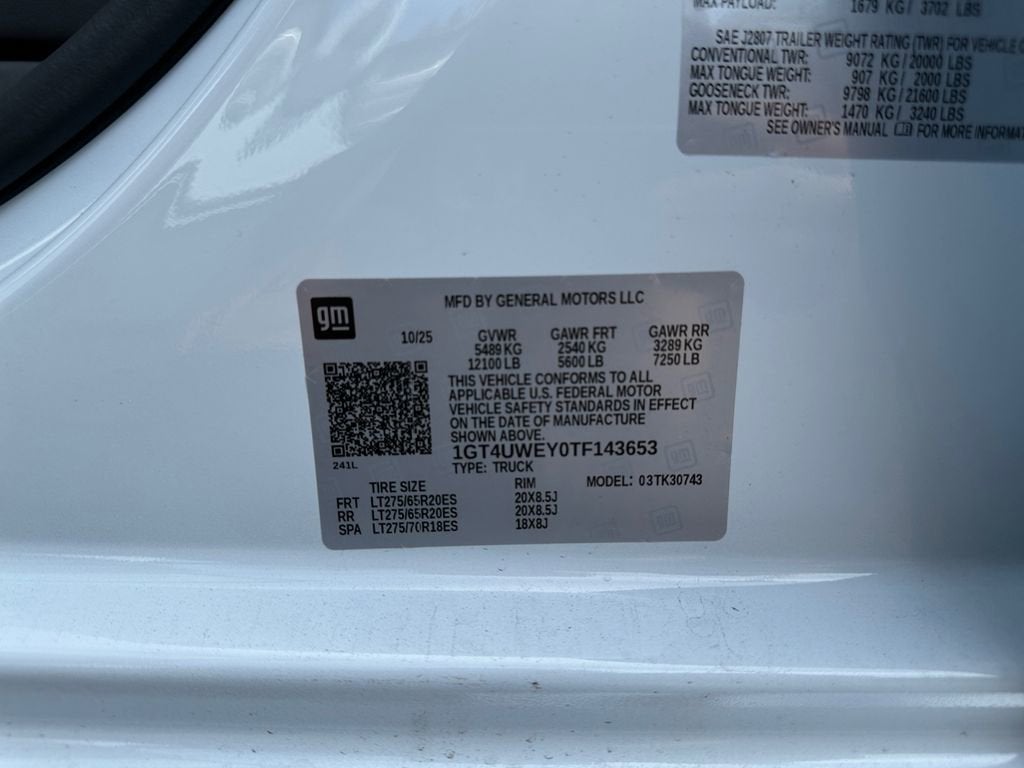 MAX PAYLOAD: 1679 KG / 3702 LBS
SAE J2807 TRAILER WEIGHT RATING (TWR) FOR VEHICLE
CONVENTIONAL TWR: 9072 KG / 20000 LBS
MAX TONGUE WEIGHT: 907 KG / 2000 LBS
GOOSENECK TWR: 9798 KG / 21600 LBS
MAX TONGUE WEIGHT: 1470 KG / 3240 LBS
SEE OWNER'S MANUAL FOR MORE INFORMAT
gm
MFD BY GENERAL MOTORS LLC
10/25 GVWR GAWR FRT GAWR RR
5489 KG 2540 KG 3289 KG
12100 LB 5600 LB 7250 LB
THIS VEHICLE CONFORMS TO ALL
APPLICABLE U.S. FEDERAL MOTOR
VEHICLE SAFETY STANDARDS IN EFFECT
ON THE DATE OF MANUFACTURE
SHOWN ABOVE.
1GT4UWEY0TF143653
241L
TYPE: TRUCK
TIRE SIZE RIM MODEL: 03TK30743
FRT LT275/65R20ES 20X8.5J
RR LT275/65R20ES 20X8.5J
SPA LT275/70R18ES 18X8J